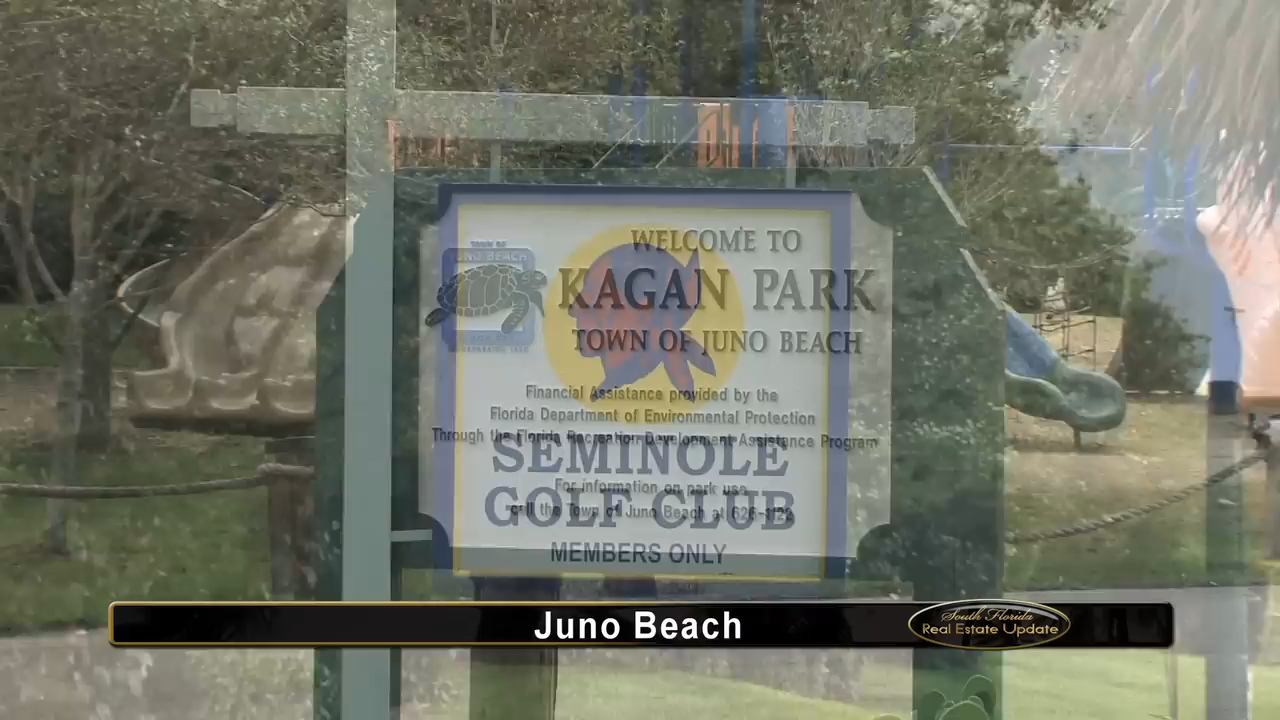 WELCOME TO
KAGAN PARK
TOWN OF JUNO BEACH
TOWN OF
JUNO BEACH
Financial Assistance provided by the
Florida Department of Environmental Protection
Through the Florida Recreation Development Assistance Program
SEMINOLE
GOLF CLUB
For information on park use
call the Town of Juno Beach at 626-1122
MEMBERS ONLY
Juno Beach
South Florida
Real Estate Update